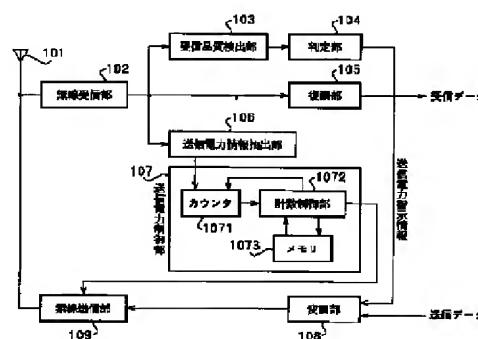 103
104
101
受信品質検出部
判定部
102
105
無線受信部
復調部
受信データ
106
送信電力情報抽出部
107
1072
送信電力制御部
カウンタ
計数制御部
1071
1073
メモリ
送信電力指示情報
無線送信部
変調部
送信データ
109
108